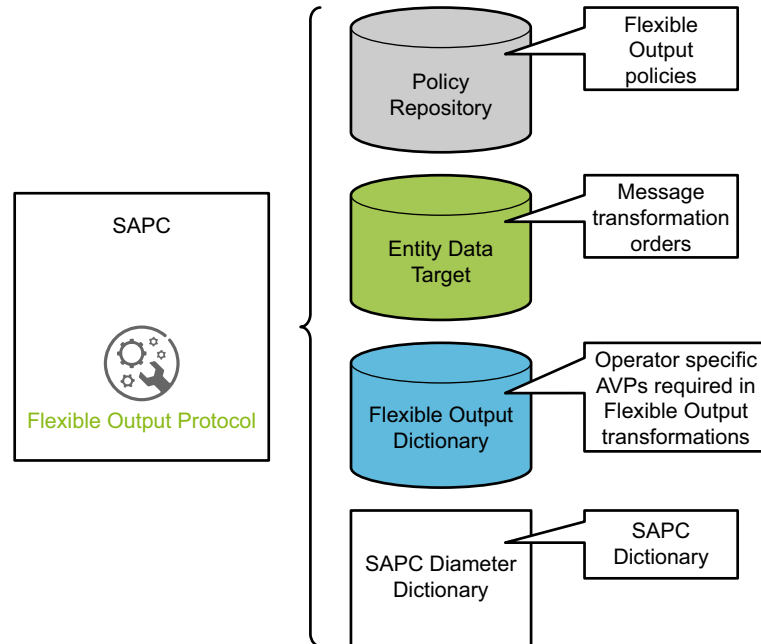 SAPC
Flexible Output Protocol
Policy
Repository
Flexible
Output
policies
Entity Data
Target
Message
transformation
orders
Flexible Output
Dictionary
Operator specific
AVPs required in
Flexible Output
transformations
SAPC Diameter
Dictionary
SAPC
Dictionary